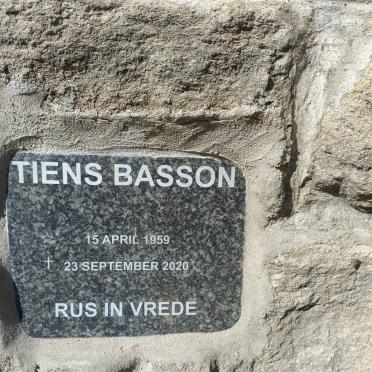 TIENS BASSON
15 APRIL 1959
✝ 23 SEPTEMBER 2020
RUS IN VREDE